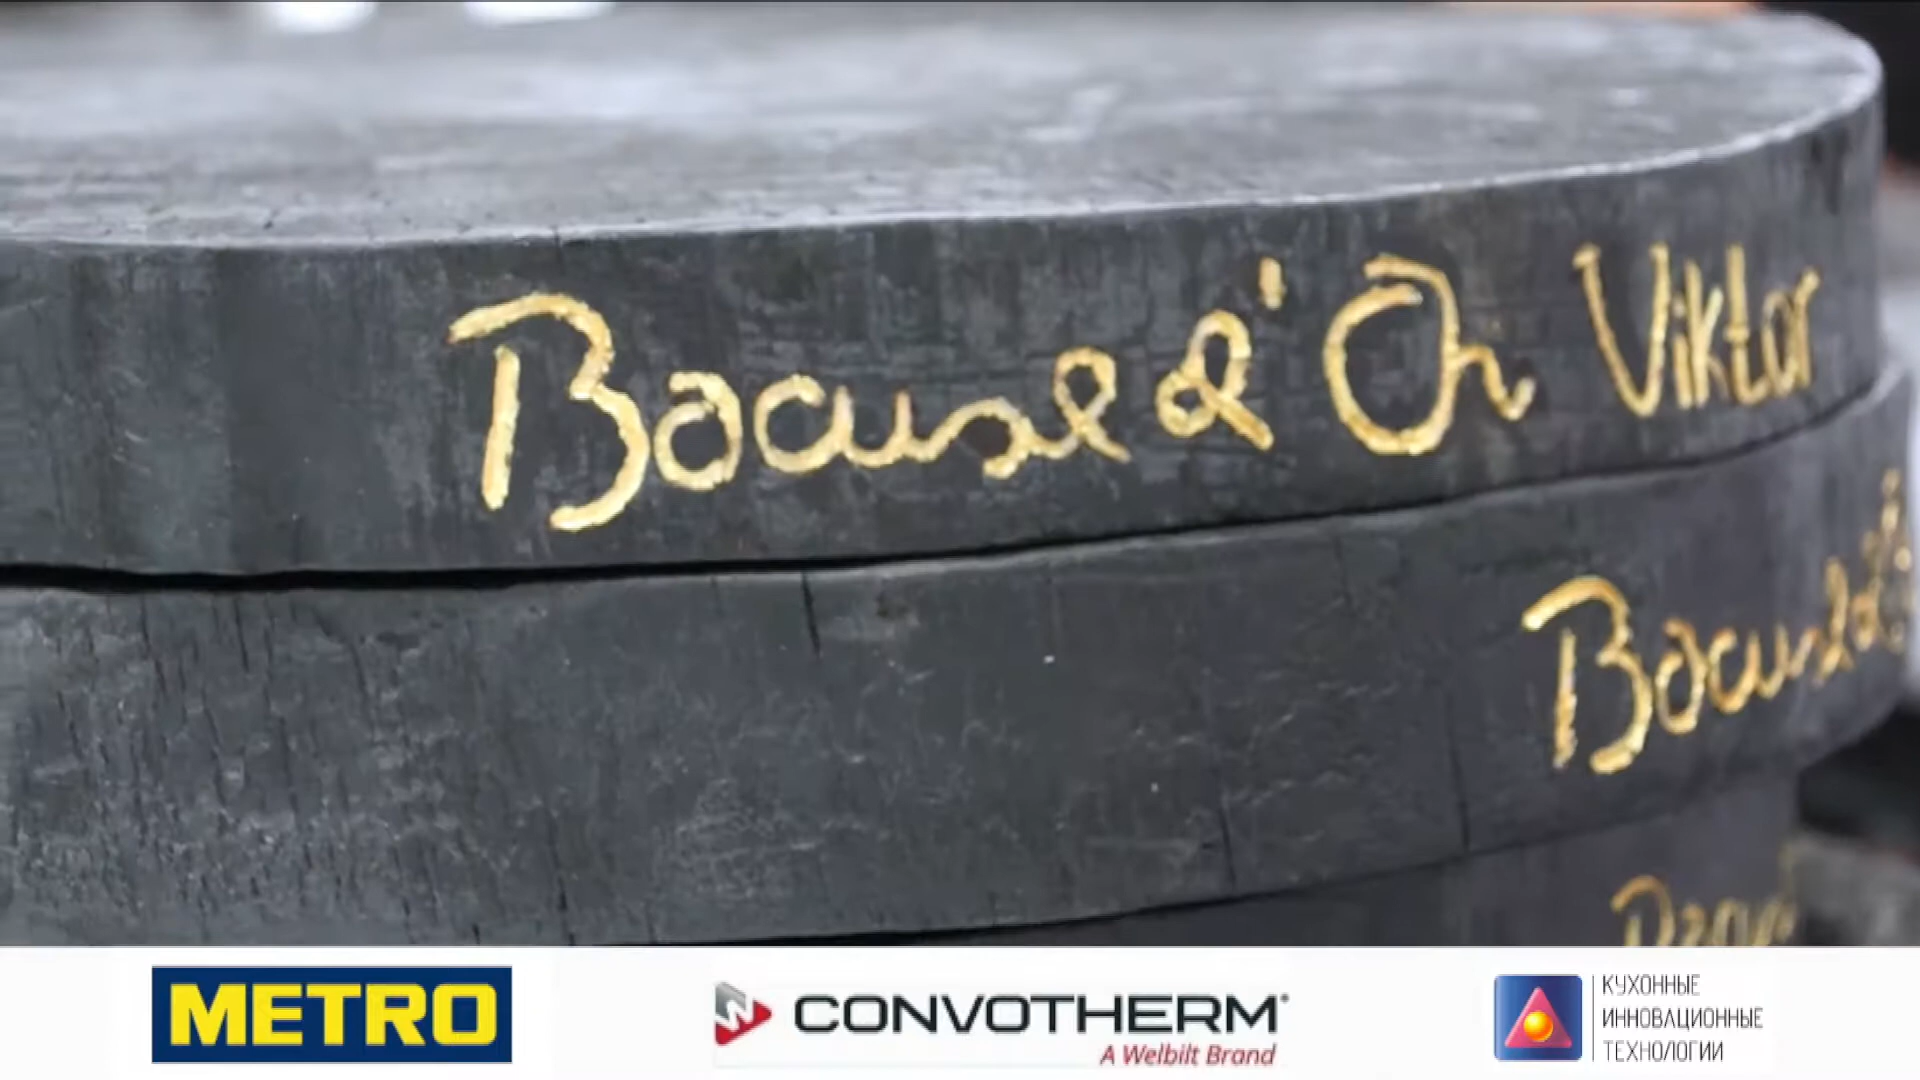 Bocuse d'Or Viktor
Bocuse d'
METRO
CONVOTHERM®
A Welbilt Brand
КУХОННЫЕ
ИННОВАЦИОННЫЕ
ТЕХНОЛОГИИ